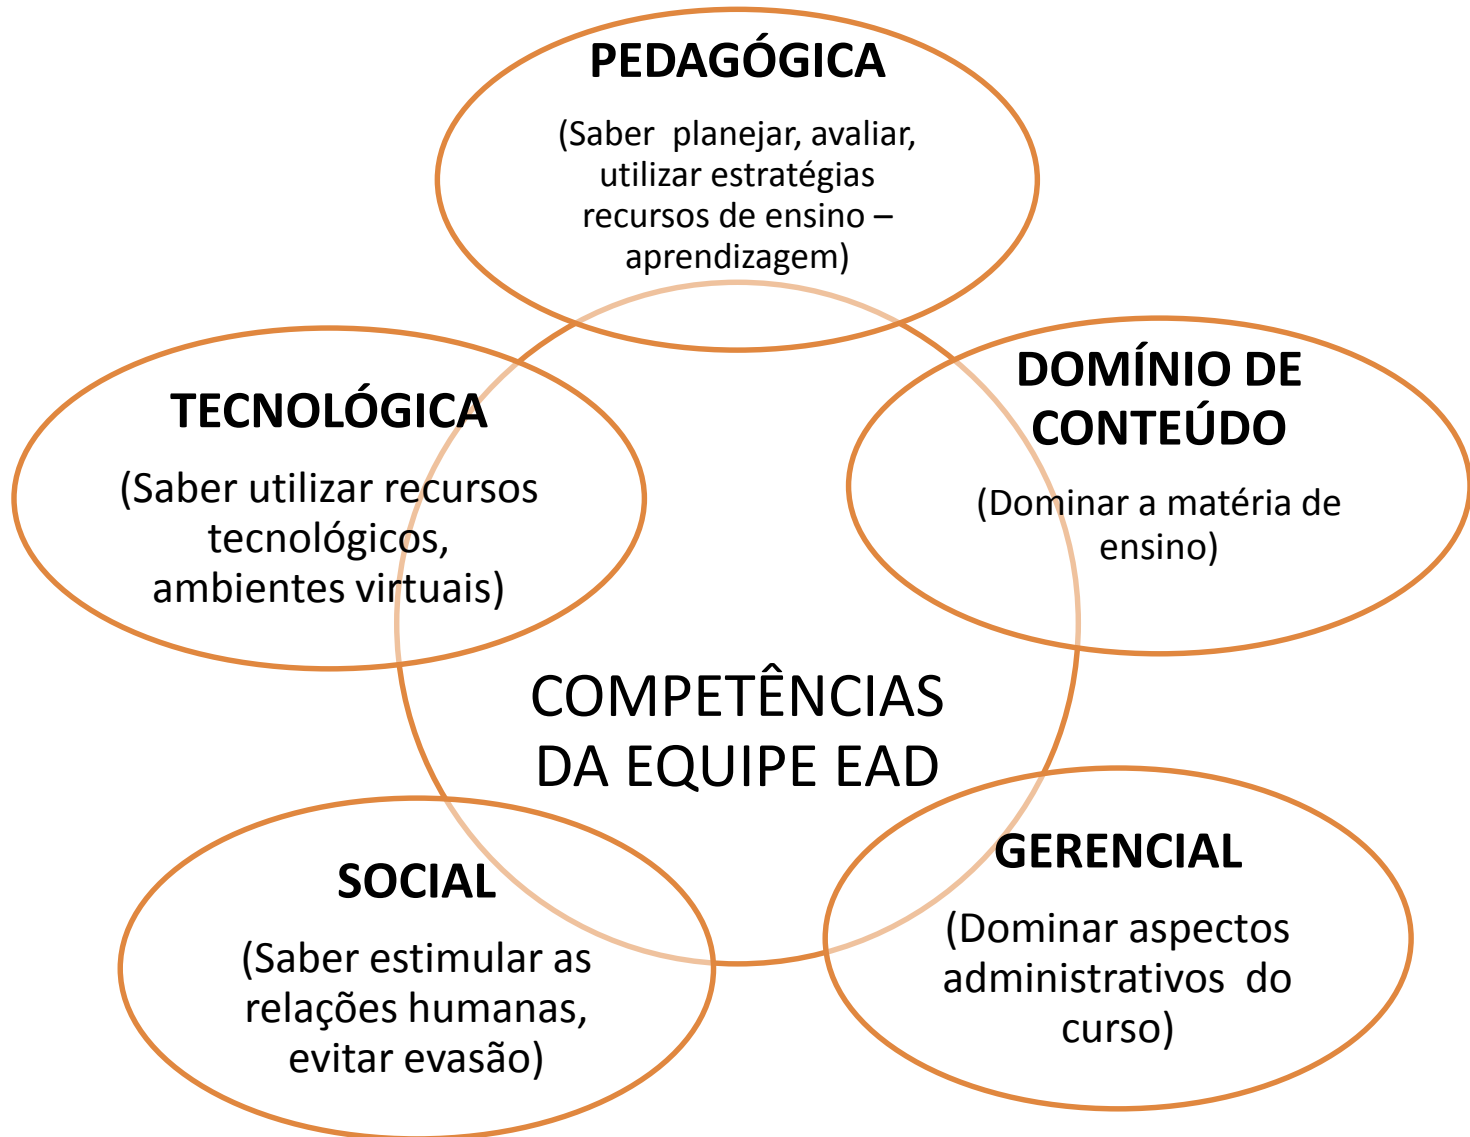 PEDAGÓGICA
(Saber planejar, avaliar,
utilizar estratégias
recursos de ensino –
aprendizagem)
DOMÍNIO DE
CONTEÚDO
(Dominar a matéria de
ensino)
TECNOLÓGICA
(Saber utilizar recursos
tecnológicos,
ambientes virtuais)
COMPETÊNCIAS
DA EQUIPE EAD
GERENCIAL
(Dominar aspectos
administrativos do
curso)
SOCIAL
(Saber estimular as
relações humanas,
evitar evasão)